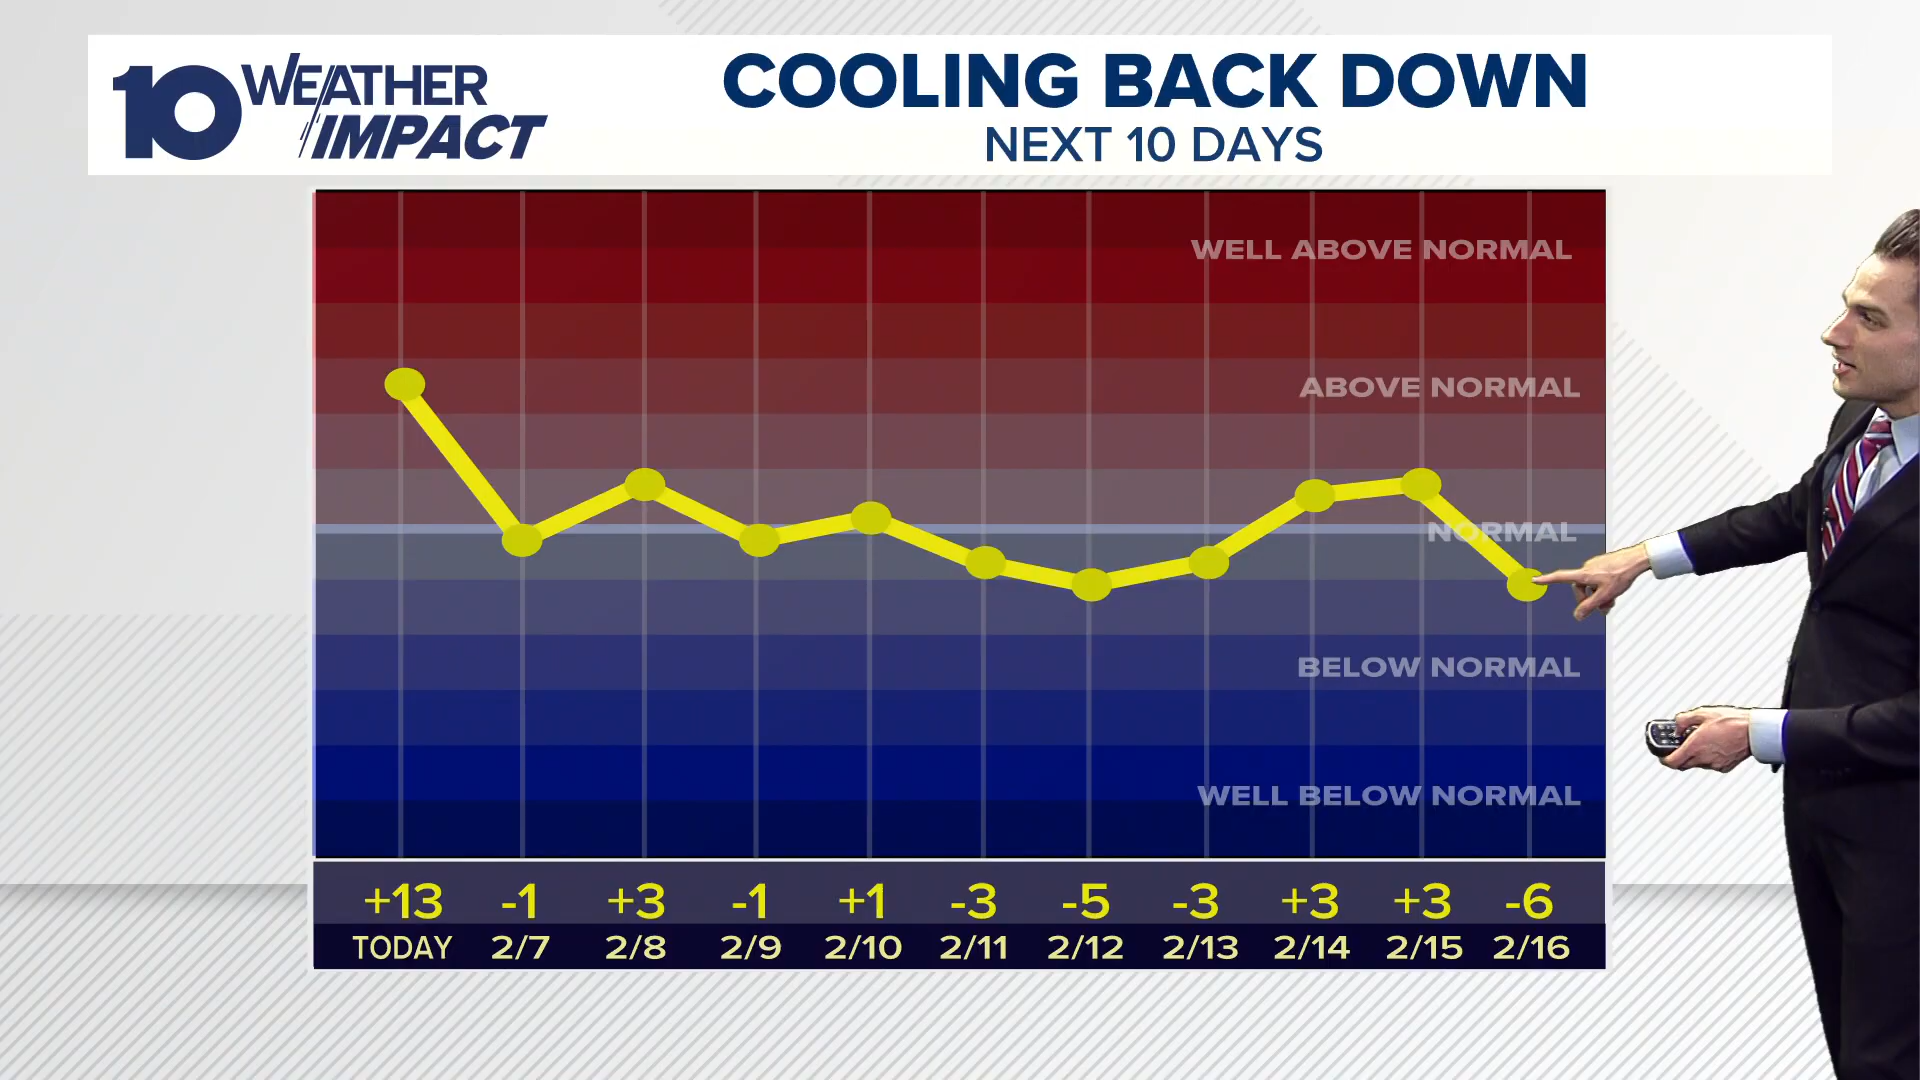 10 WEATHER
IMPACT
COOLING BACK DOWN
NEXT 10 DAYS
WELL ABOVE NORMAL
ABOVE NORMAL
NORMAL
BELOW NORMAL
WELL BELOW NORMAL
+13 -1 +3 -1 +1 -3 -5 -3 +3 +3 -6
TODAY 2/7 2/8 2/9 2/10 2/11 2/12 2/13 2/14 2/15 2/16